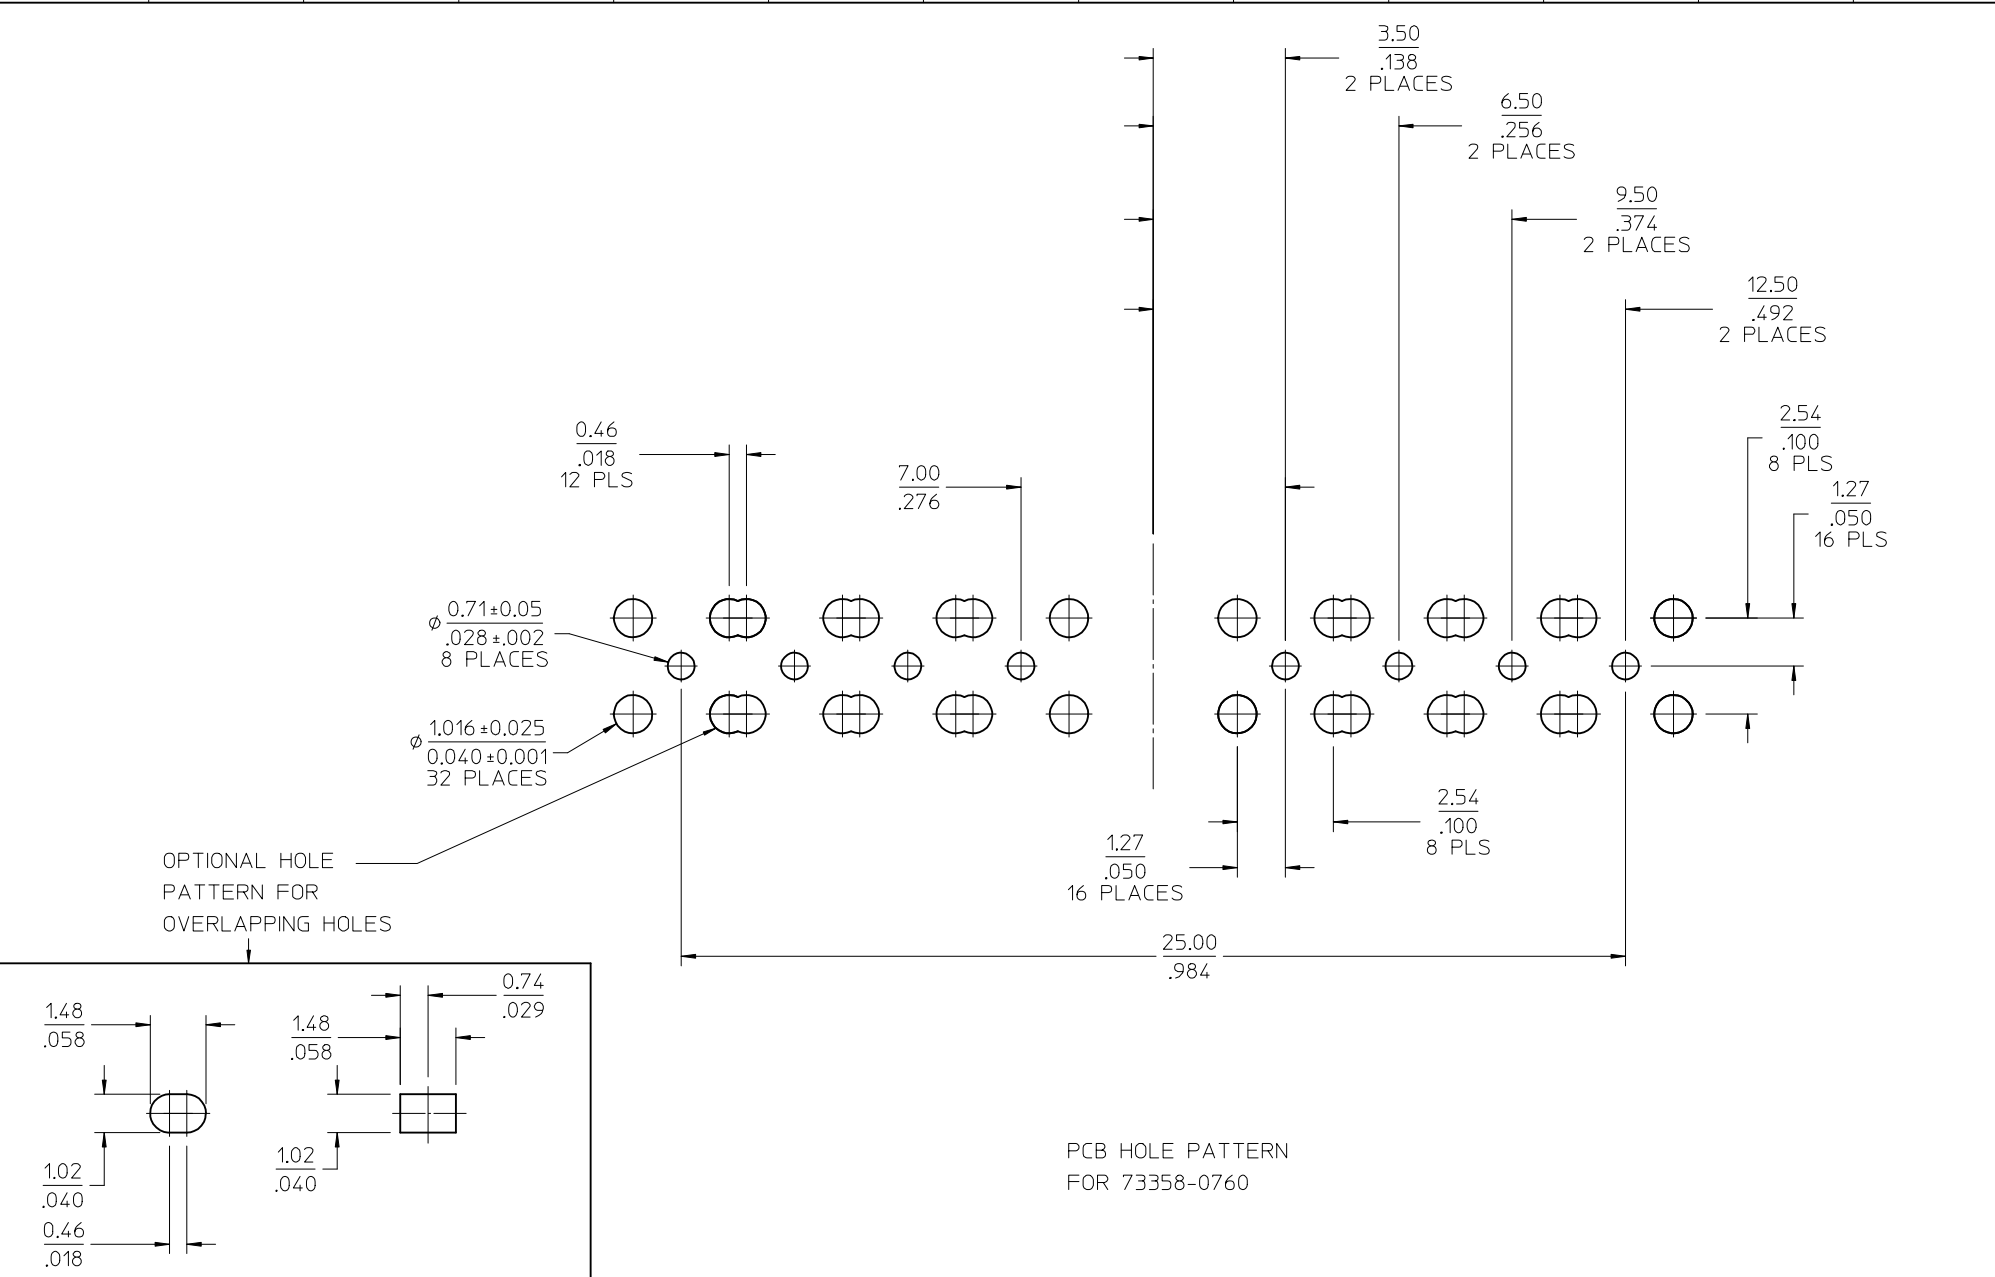 3.50
.138
2 PLACES
6.50
.256
2 PLACES
9.50
.374
2 PLACES
12.50
.492
2 PLACES
0.46
.018
12 PLS
7.00
.276
2.54
.100
8 PLS
1.27
.050
16 PLS
⌀ 0.71±0.05
.028±.002
8 PLACES
⌀ 1.016±0.025
0.040±0.001
32 PLACES
2.54
.100
8 PLS
1.27
.050
16 PLACES
OPTIONAL HOLE
PATTERN FOR
OVERLAPPING HOLES
25.00
.984
0.74
.029
1.48
.058
1.48
.058
1.02
.040
1.02
.040
0.46
.018
PCB HOLE PATTERN
FOR 73358-0760